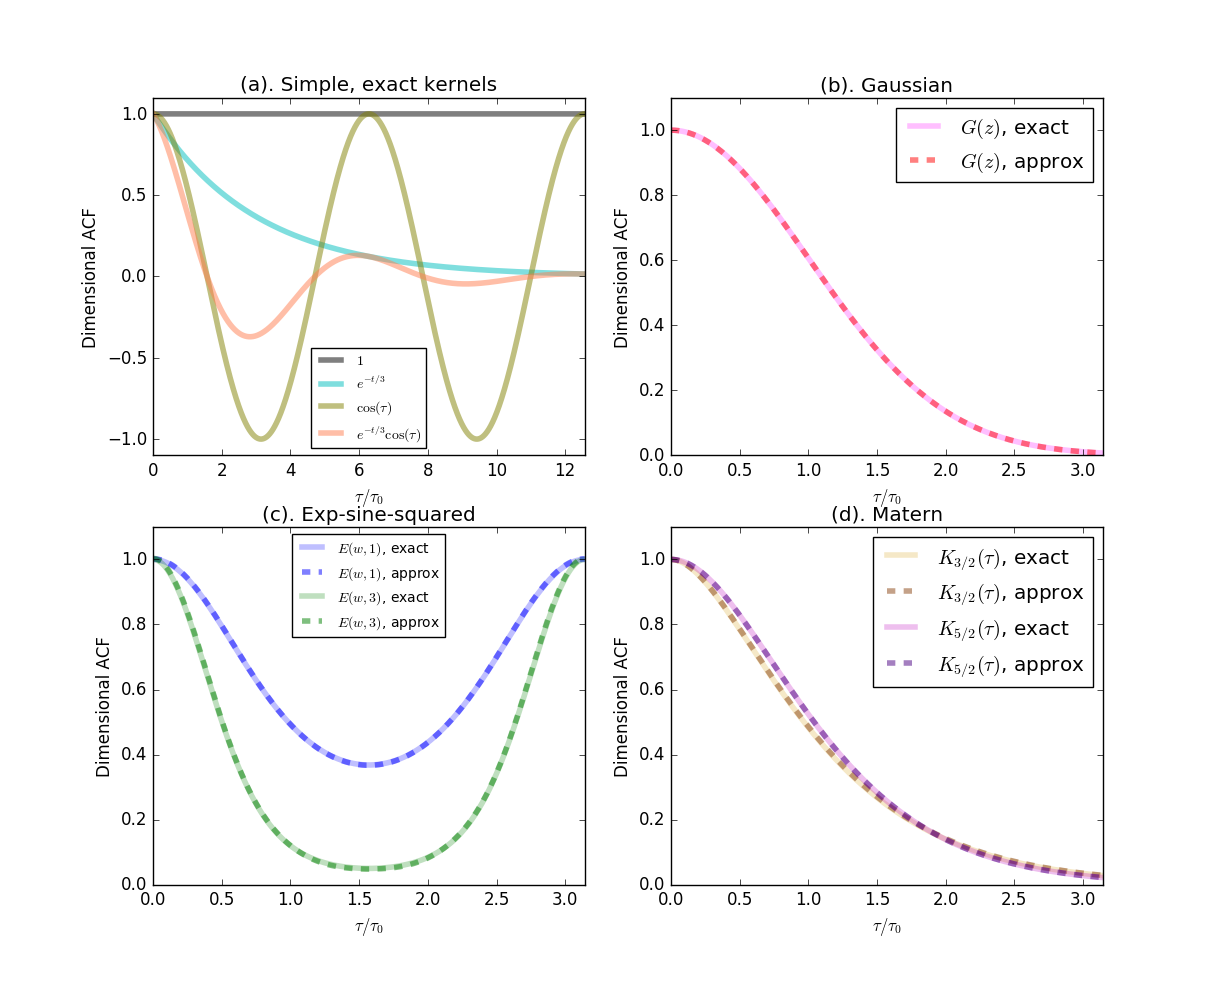 (a). Simple, exact kernels
Dimensional ACF
1.0
0.5
0.0
−0.5
−1.0
1
e^{−t/3}
cos(τ)
e^{−t/3}cos(τ)
0 2 4 6 8 10 12
τ/τ₀
(b). Gaussian
Dimensional ACF
1.0
0.8
0.6
0.4
0.2
0.0
G(z), exact
G(z), approx
0.0 0.5 1.0 1.5 2.0 2.5 3.0
τ/τ₀
(c). Exp-sine-squared
Dimensional ACF
1.0
0.8
0.6
0.4
0.2
0.0
E(w, 1), exact
E(w, 1), approx
E(w, 3), exact
E(w, 3), approx
0.0 0.5 1.0 1.5 2.0 2.5 3.0
τ/τ₀
(d). Matern
Dimensional ACF
1.0
0.8
0.6
0.4
0.2
0.0
K_{3/2}(τ), exact
K_{3/2}(τ), approx
K_{5/2}(τ), exact
K_{5/2}(τ), approx
0.0 0.5 1.0 1.5 2.0 2.5 3.0
τ/τ₀